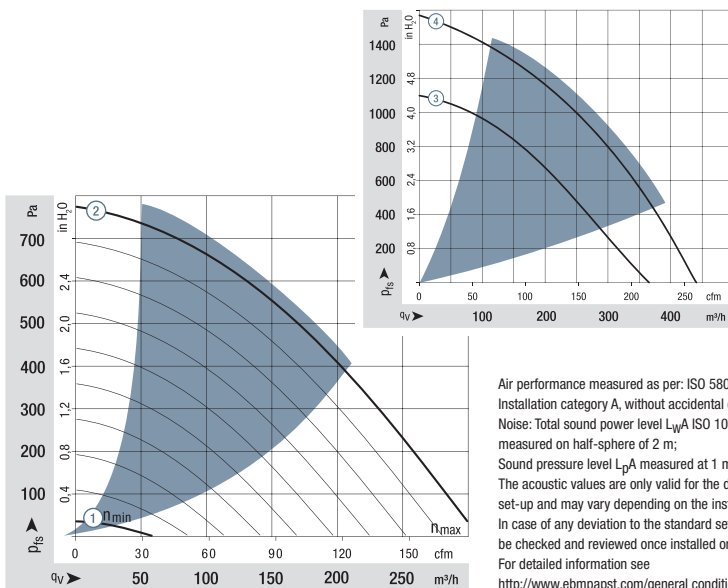 Pa
in H2O
1400
1200
1000
800
600
400
200
4,8
4,0
3,2
2,4
1,6
0,8
4
3
pfs
0 50 100 150 200 250 cfm
qV 100 200 300 400 m³/h
Pa
in H2O
700
600
500
400
300
200
100
2,4
2,0
1,6
1,2
0,8
0,4
2
1
nmin
nmax
pfs
0 30 60 90 120 150 cfm
qV 50 100 150 200 250 m³/h
Air performance measured as per: ISO 580
Installation category A, without accidental
Noise: Total sound power level LWA ISO 10
measured on half-sphere of 2 m;
Sound pressure level LpA measured at 1 m
The acoustic values are only valid for the
set-up and may vary depending on the
In case of any deviation to the standard
be checked and reviewed once installed
For detailed information see